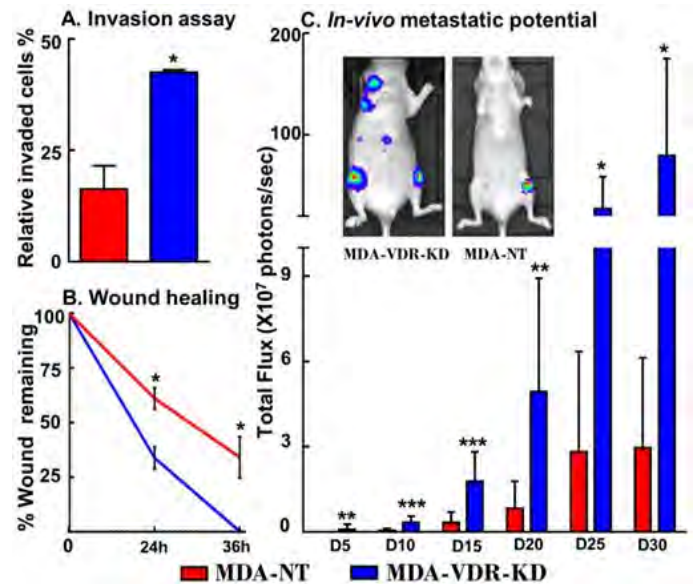 A. Invasion assay
Relative invaded cells %
50
25
0
*
B. Wound healing
% Wound remaining
100
75
50
25
*
*
0
24h
36h
C. In-vivo metastatic potential
Total Flux (X10⁷ photons/sec)
200
100
9
6
3
0
MDA-VDR-KD
MDA-NT
**
***
***
**
*
*
D5
D10
D15
D20
D25
D30
MDA-NT
MDA-VDR-KD